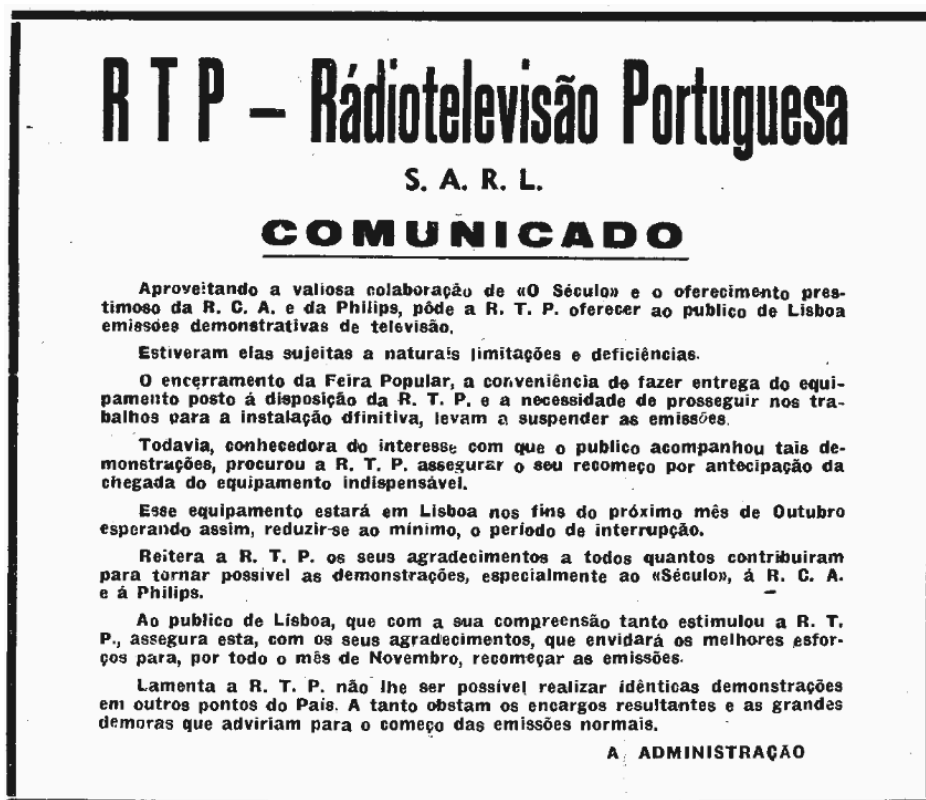 R T P – Rádiotelevisão Portuguesa
S. A. R. L.
COMUNICADO
Aproveitando a valiosa colaboração de «O Século» e o oferecimento pres-
timoso da R. C. A. e da Philips, pôde a R. T. P. oferecer ao publico de Lisboa
emissões demonstrativas de televisão.
Estiveram elas sujeitas a naturais limitações e deficiências.
O encerramento da Feira Popular, a conveniência de fazer entrega do equi-
pamento posto á disposição da R. T. P. e a necessidade de prosseguir nos tra-
balhos para a instalação dfinitiva, levam a suspender as emissões.
Todavia, conhecedora do interesse com que o publico acompanhou tais de-
monstrações, procurou a R. T. P. assegurar o seu recomeço por antecipação da
chegada do equipamento indispensável.
Esse equipamento estará em Lisboa nos fins do próximo mês de Outubro
esperando assim, reduzir-se ao mínimo, o período de interrupção.
Reitera a R. T. P. os seus agradecimentos a todos quantos contribuiram
para tornar possível as demonstrações, especialmente ao «Século», á R. C. A.
e á Philips.
Ao publico de Lisboa, que com a sua compreensão tanto estimulou a R. T.
P., assegura esta, com os seus agradecimentos, que envidará os melhores esfor-
ços para, por todo o mês de Novembro, recomeçar as emissões.
Lamenta a R. T. P. não lhe ser possível realizar idênticas demonstrações
em outros pontos do País. A tanto obstam os encargos resultantes e as grandes
demoras que adviriam para o começo das emissões normais.
A ADMINISTRAÇÃO